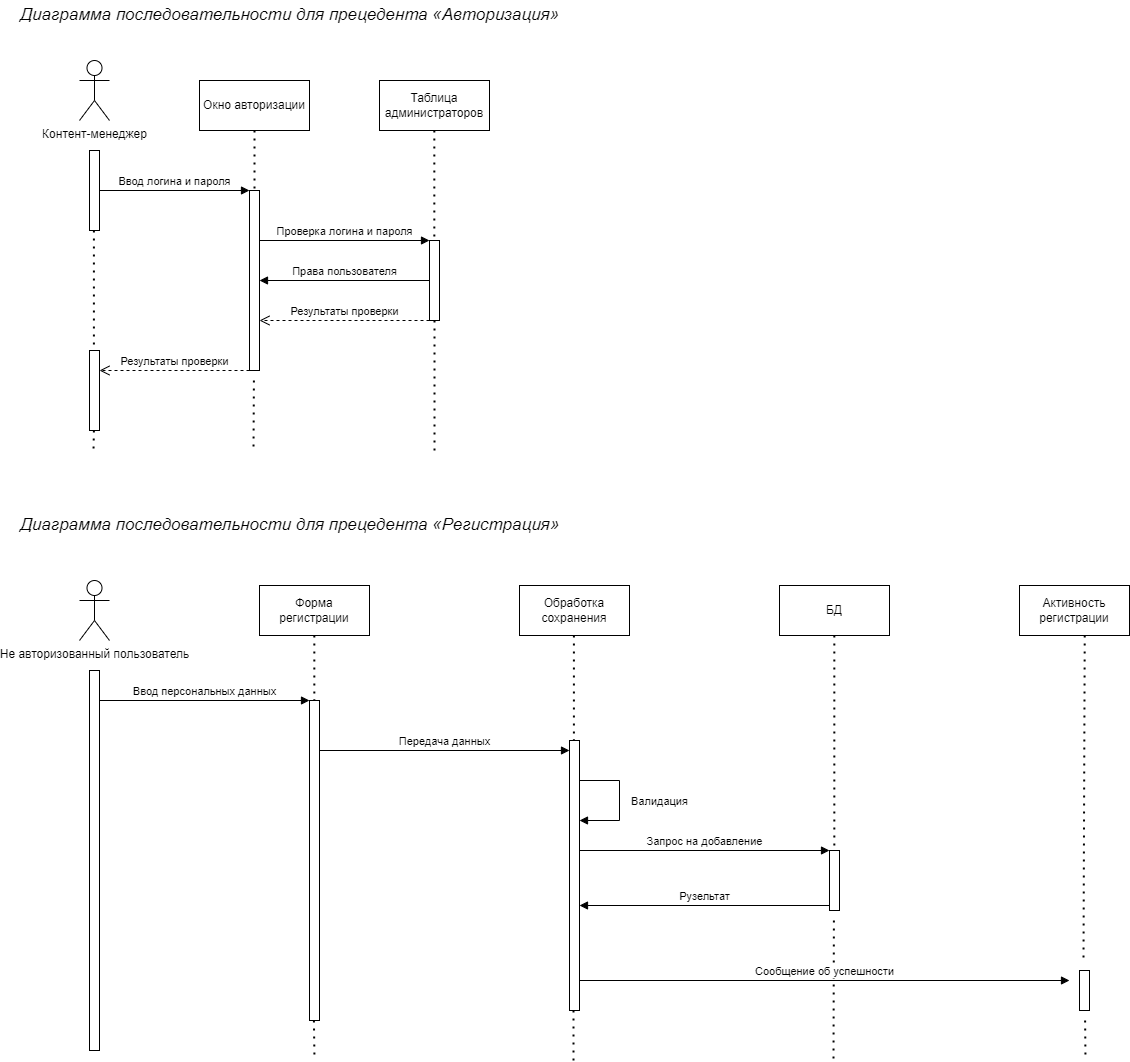 Диаграмма последовательности для прецедента «Авторизация»
Окно авторизации
Таблица
администраторов
Контент-менеджер
Ввод логина и пароля
Проверка логина и пароля
Права пользователя
Результаты проверки
Результаты проверки
Диаграмма последовательности для прецедента «Регистрация»
Форма
регистрации
Обработка
сохранения
БД
Активность
регистрации
Не авторизованный пользователь
Ввод персональных данных
Передача данных
Валидация
Запрос на добавление
Рузельтат
Сообщение об успешности